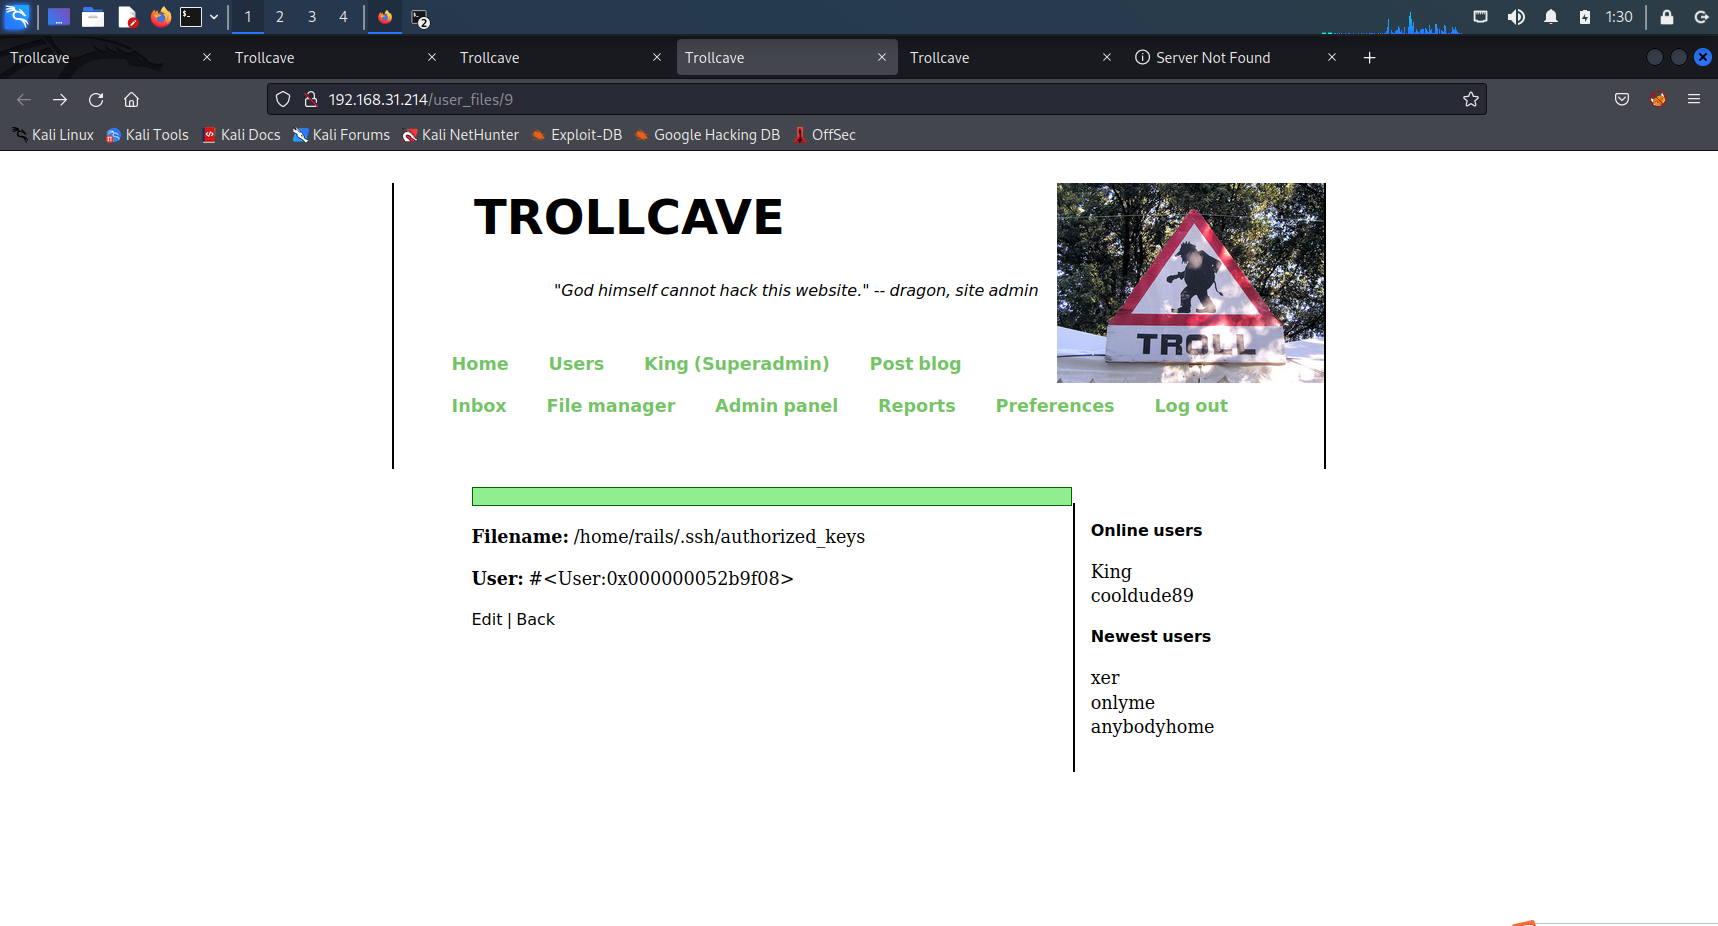 1 2 3 4 2 1:30
Trollcave Trollcave Trollcave Trollcave Trollcave Server Not Found
192.168.31.214/user_files/9
Kali Linux Kali Tools Kali Docs Kali Forums Kali NetHunter Exploit-DB Google Hacking DB OffSec
TROLLCAVE
"God himself cannot hack this website." -- dragon, site admin
TROLL
Home Users King (Superadmin) Post blog
Inbox File manager Admin panel Reports Preferences Log out
Filename: /home/rails/.ssh/authorized_keys
User: #<User:0x000000052b9f08>
Edit | Back
Online users
King
cooldude89
Newest users
xer
onlyme
anybodyhome